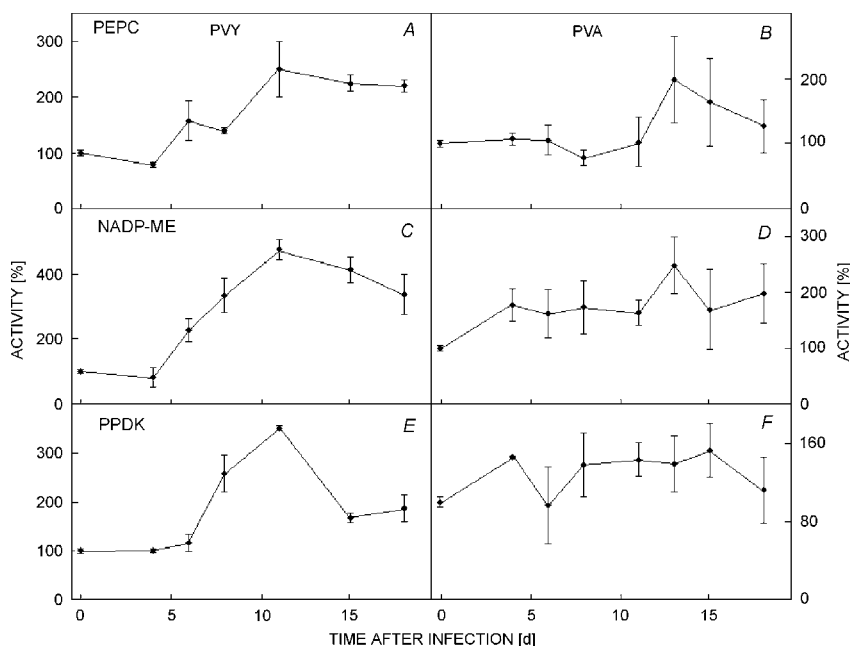 PEPC PVY A
PVA B
300
200
100
0
200
100
0
NADP-ME C
D
400
200
0
300
200
100
0
PPDK E
F
300
200
100
0
160
80
0
ACTIVITY [%]
ACTIVITY [%]
0 5 10 15 0 5 10 15
TIME AFTER INFECTION [d]